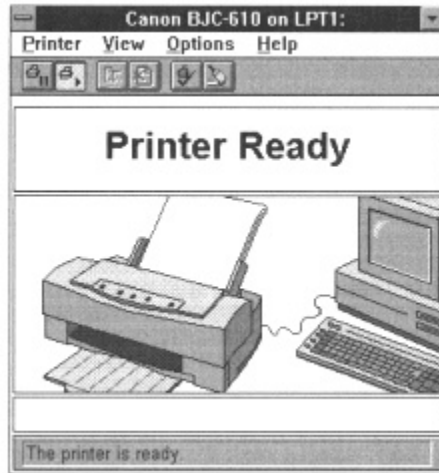 Canon BJC-610 on LPT1:
Printer View Options Help
Printer Ready
The printer is ready.